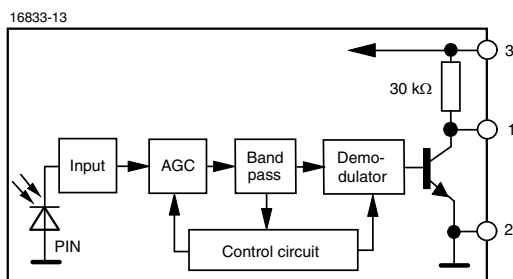 16833-13
3
30 kΩ
1
Input
AGC
Band
pass
Demo-
dulator
2
PIN
Control circuit